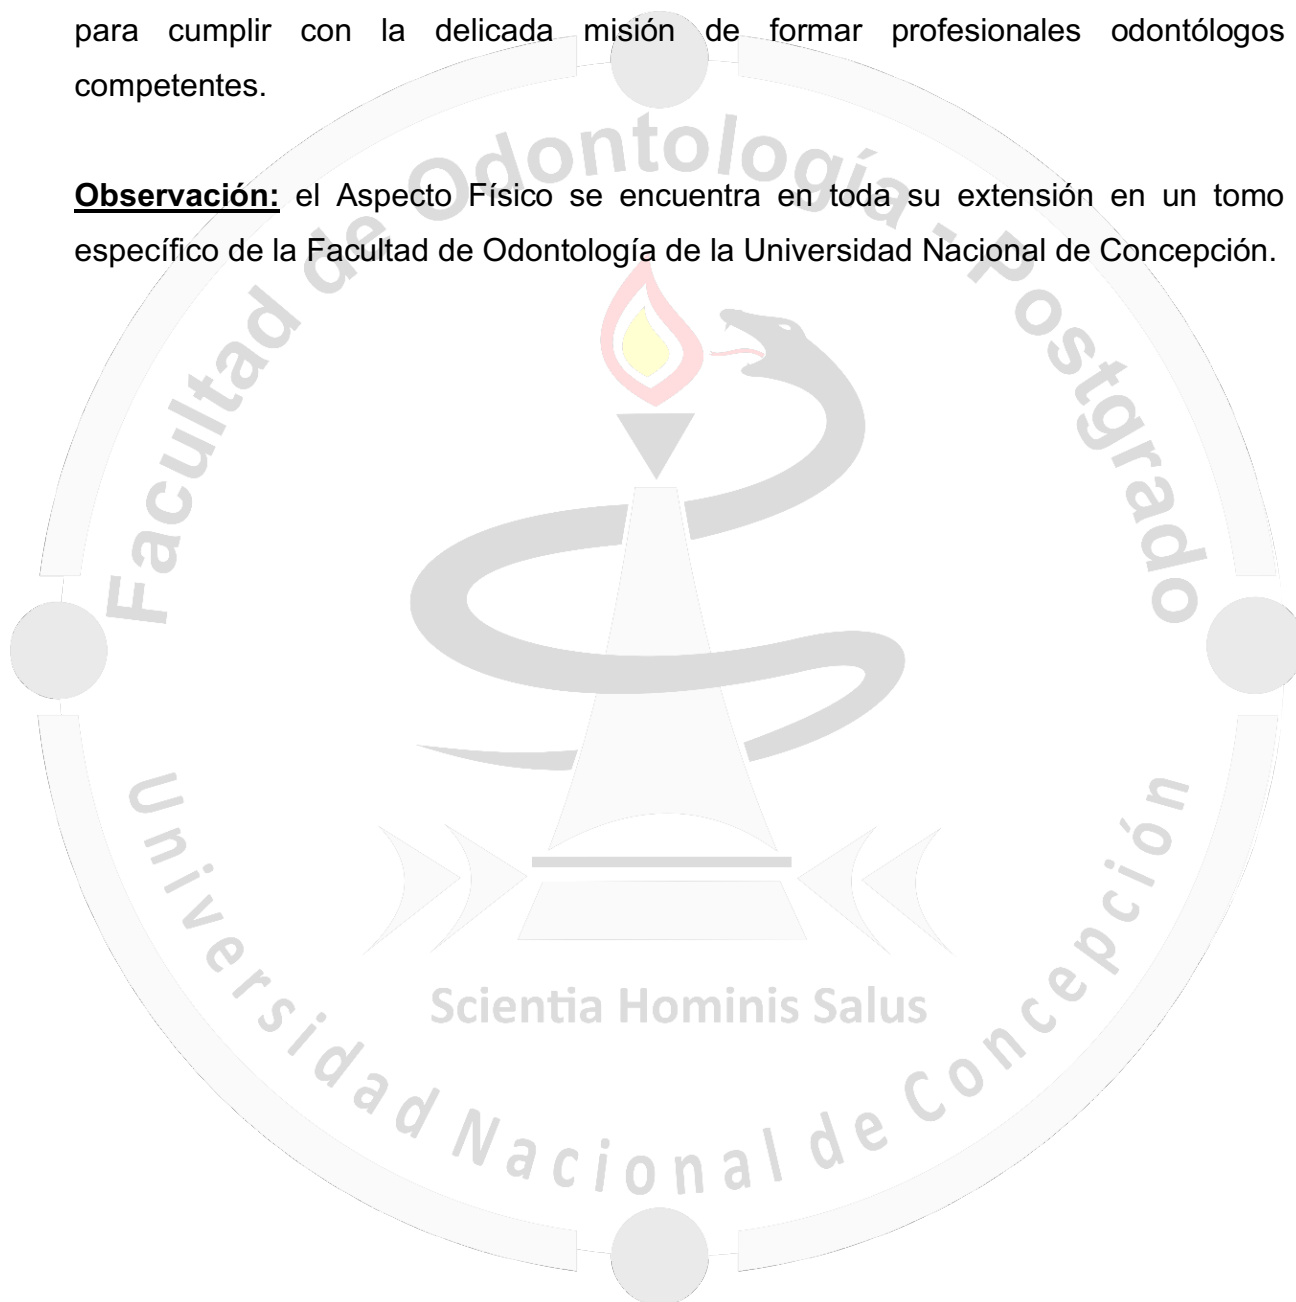 para cumplir con la delicada misión de formar profesionales odontólogos
competentes.
Observación: el Aspecto Físico se encuentra en toda su extensión en un tomo
específico de la Facultad de Odontología de la Universidad Nacional de Concepción.
Facultad de Odontología - Postgrado
Scientia Hominis Salus
Universidad Nacional de Concepción